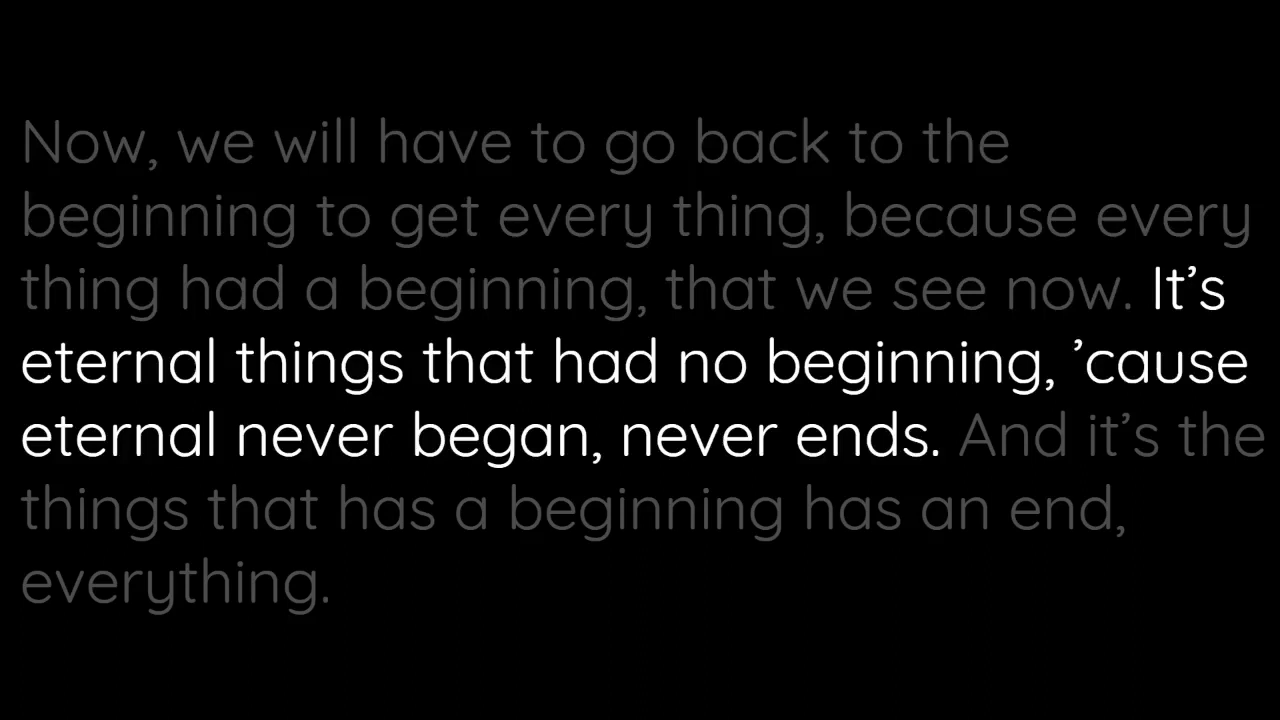 Now, we will have to go back to the
beginning to get every thing, because every
thing had a beginning, that we see now. It’s
eternal things that had no beginning, ’cause
eternal never began, never ends. And it’s the
things that has a beginning has an end,
everything.